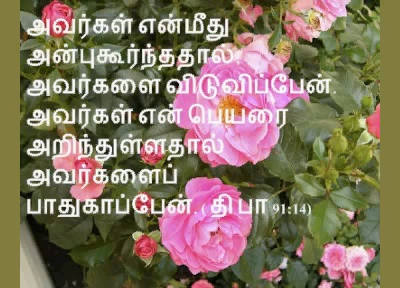 அவர்கள் என்மீது
அன்புகூர்ந்ததால்,
அவர்களை விடுவிப்பேன்.
அவர்கள் என் பெயரை
அறிந்துள்ளதால்
அவர்களைப்
பாதுகாப்பேன். ( தி பா 91:14)